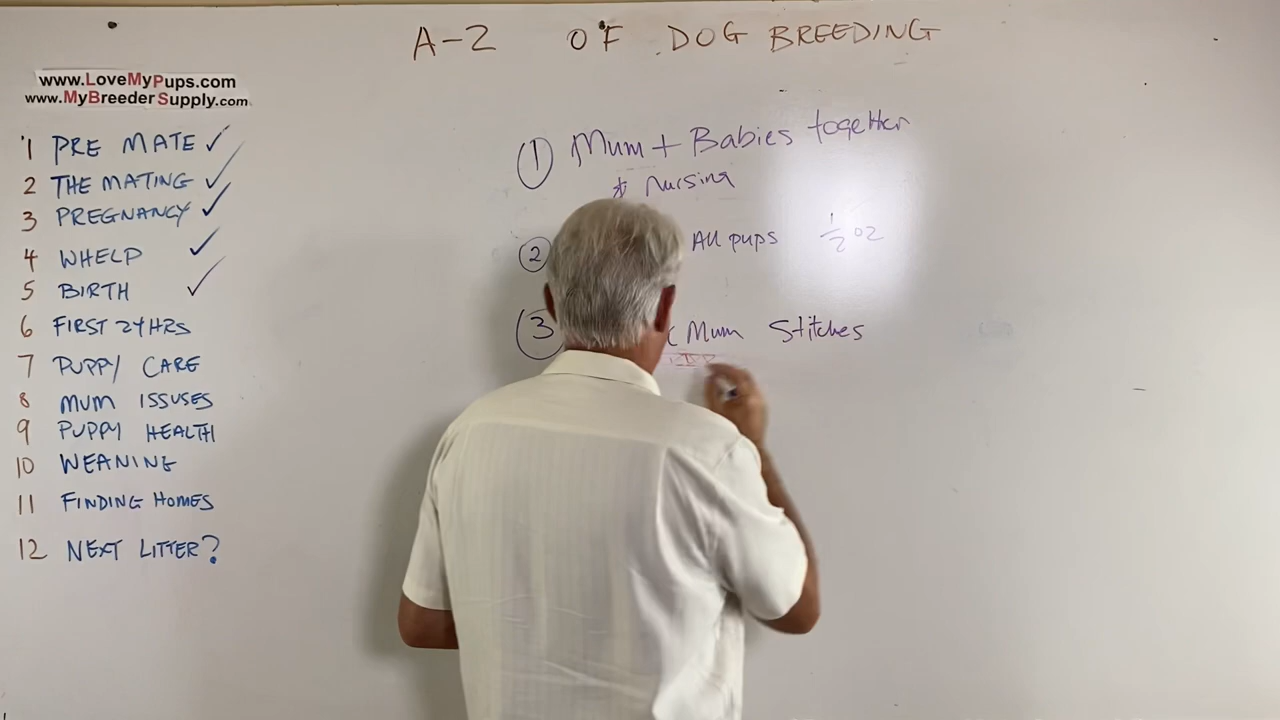 A-Z OF DOG BREEDING
www.LoveMyPups.com
www.MyBreederSupply.com
1 PRE MATE ✓
2 THE MATING ✓
3 PREGNANCY ✓
4 WHELP ✓
5 BIRTH ✓
6 FIRST 24HRS
7 PUPPY CARE
8 MUM ISSUSES
9 PUPPY HEALTH
10 WEANING
11 FINDING HOMES
12 NEXT LITTER?
1 Mum + Babies together
* Nursing
2 All pups 1/2 oz
3 Mum Stitches